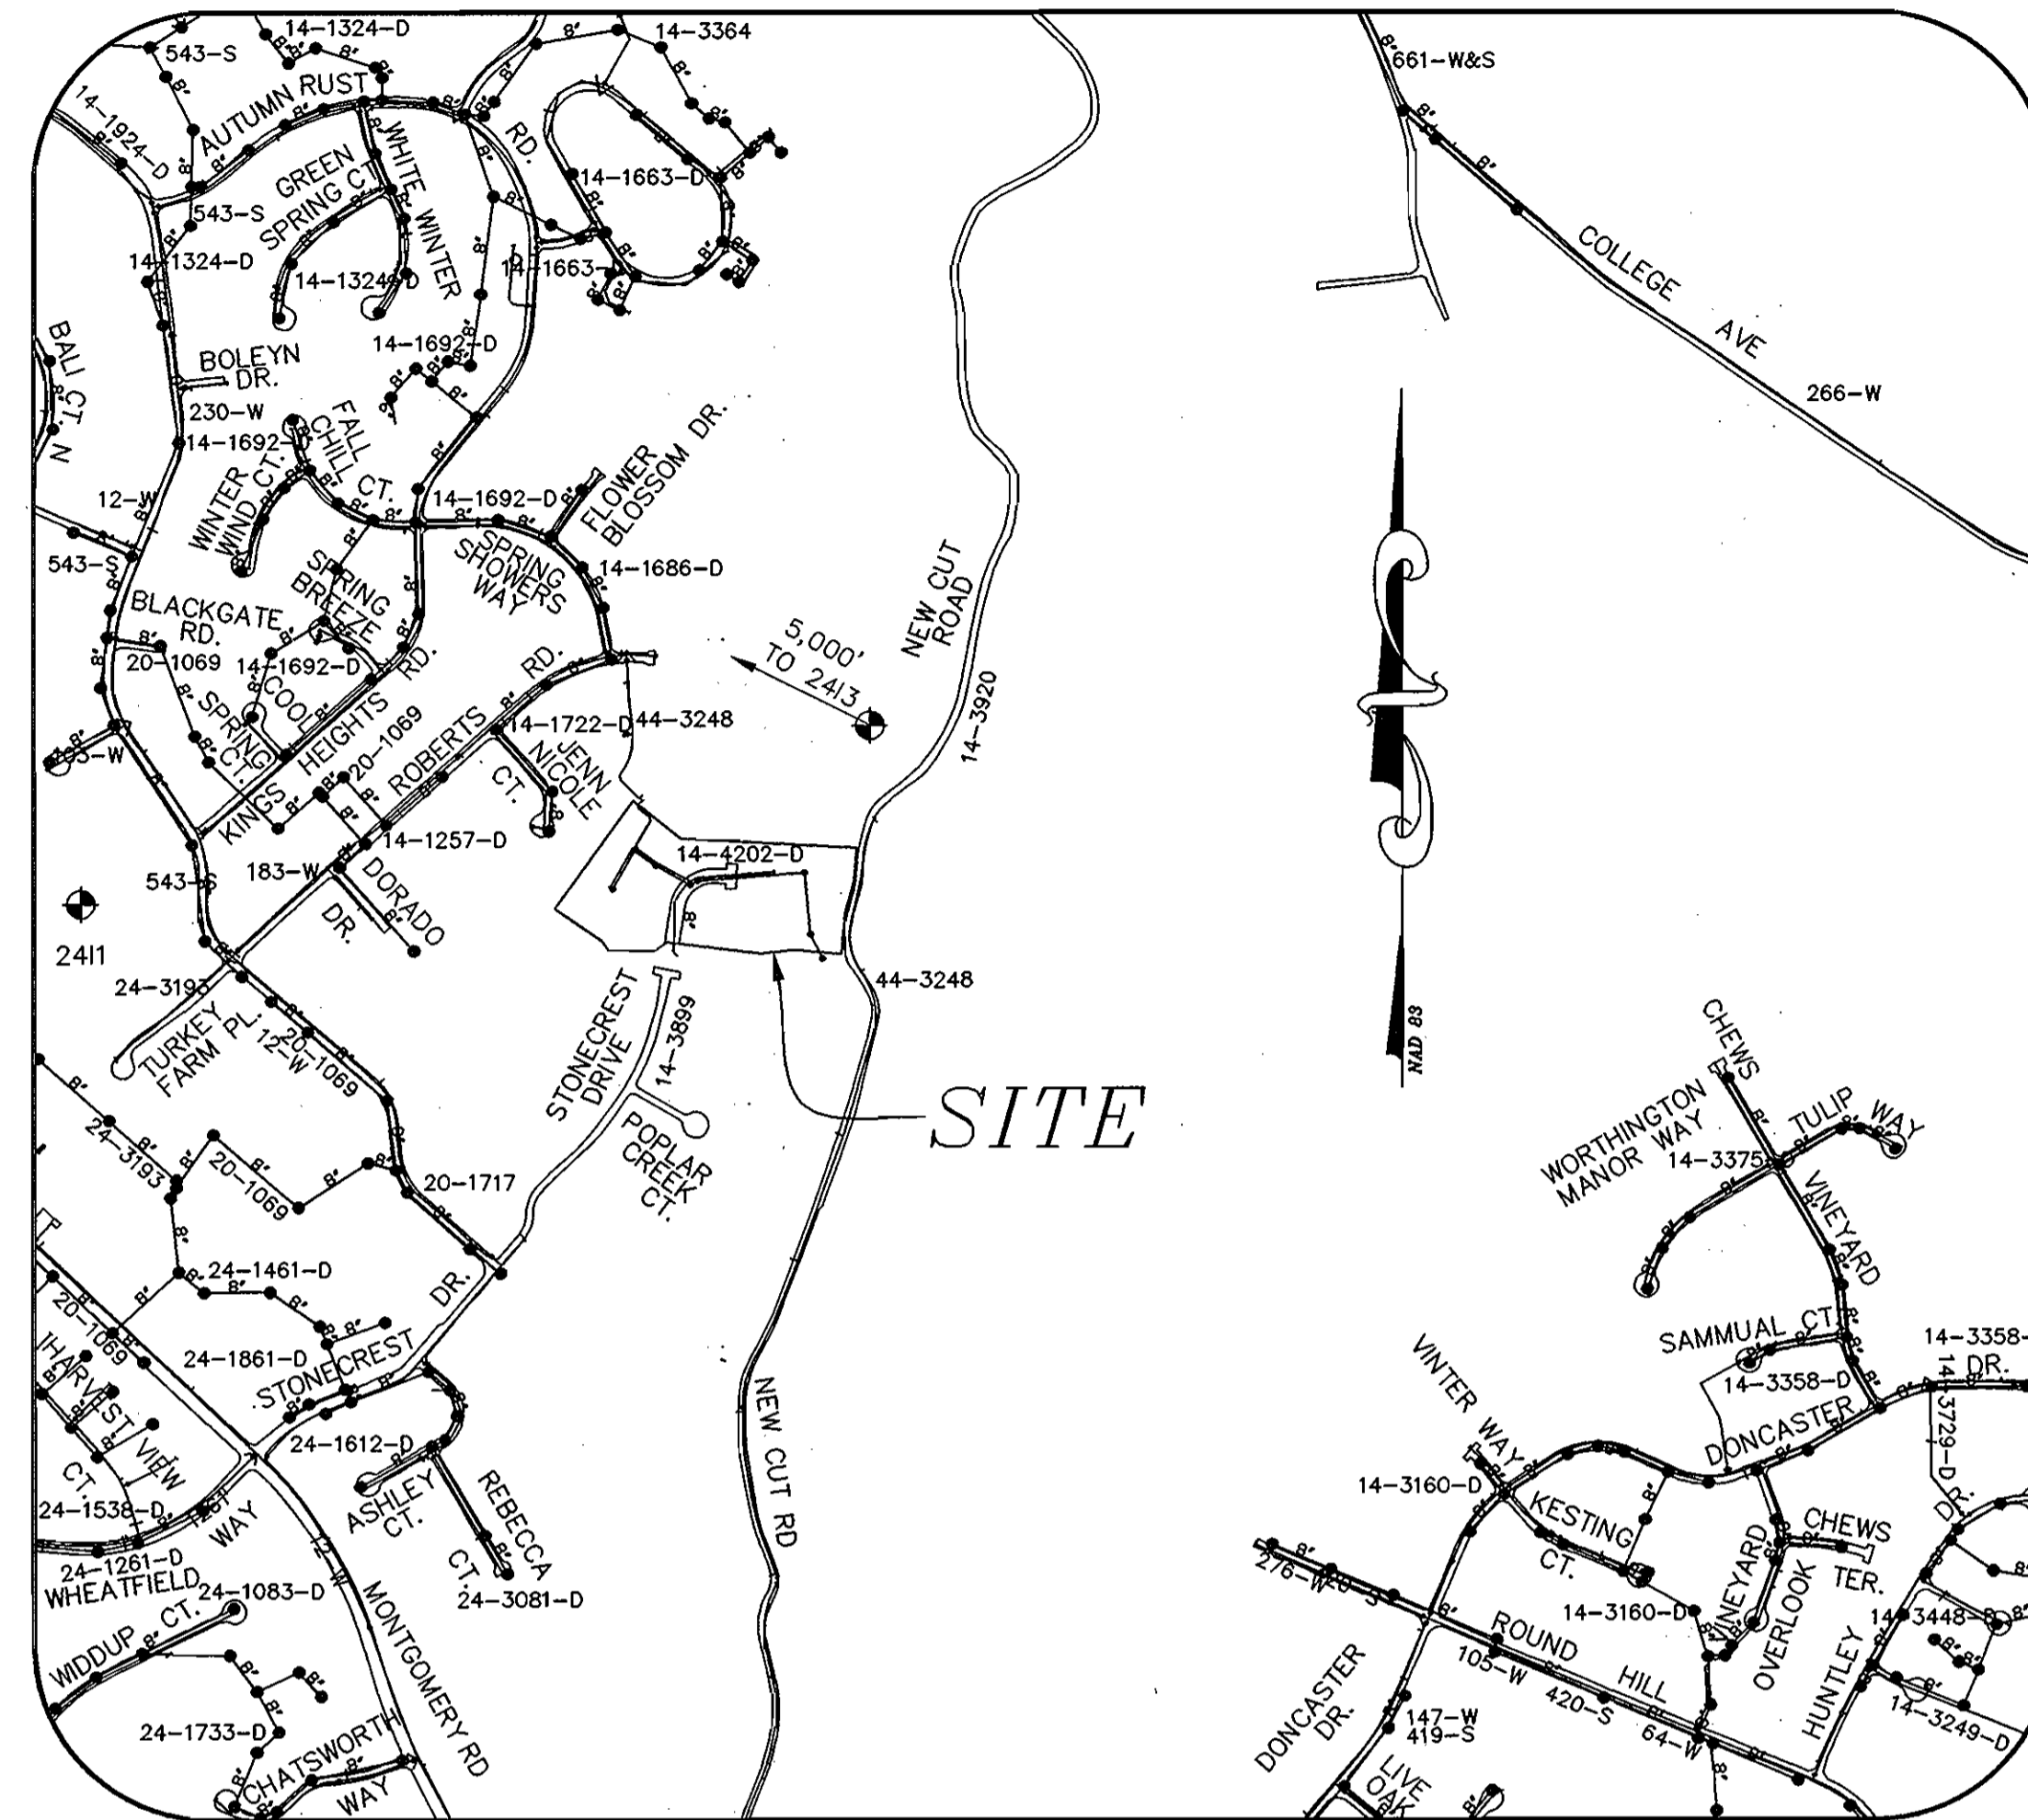 14-1324-D
14-3364
543-S
661-W&S
14-1924-D
AUTUMN RUST
RD.
WHITE WINTER
GREEN
SPRING CT.
14-1663-D
543-S
14-1324-D
14-1324-D
14-1663-D
COLLEGE
AVE
266-W
BALI CT. N
BOLEYN
DR.
14-1692-D
230-W
14-1692-D
FALL
CHILL
CT.
FLOWER
BLOSSOM DR.
12-W
WINTER
WIND CT.
14-1692-D
543-S
SPRING
SHOWERS
WAY
14-1686-D
SPRING
BREEZE
BLACKGATE
RD.
20-1069
14-1692-D
NEW CUT
ROAD
5,000'
TO 24I3
14-3920
COOL
SPRING
CT.
KINGS HEIGHTS RD.
20-1069
ROBERTS RD.
14-1722-D
44-3248
JENN
NICOLE
CT.
14-1257-D
183-W
543-S
DORADO
DR.
14-4202-D
24I1
24-3193
44-3248
NAD 83
TURKEY
FARM PL.
12-W
20-1069
STONECREST
DRIVE
14-3899
SITE
POPLAR
CREEK
CT.
24-3193
20-1069
20-1717
CHEWS
WORTHINGTON
MANOR WAY
TULIP WAY
14-3375
VINEYARD
24-1461-D
20-1069
24-1861-D
STONECREST DR.
SAMMUAL CT.
14-3358-
14-3358-D
DR.
HARVEST VIEW
CT.
VINTER WAY
DONCASTER
14-3729-D
24-1612-D
NEW CUT RD
14-3160-D
KESTING
CT.
ASHLEY
CT.
REBECCA
CT.
24-1538-D
24-1261-D
WHEATFIELD
WAY
12-W
24-1083-D
24-3081-D
276-W
CHEWS
TER.
VINEYARD
OVERLOOK
14-3160-D
14-3448-D
WIDDUP CT.
MONTGOMERY RD
ROUND HILL
105-W
420-S
64-W
HUNTLEY DR.
14-3249-D
24-1733-D
CHATSWORTH
WAY
DONCASTER
DR.
147-W
419-S
LIVE
OAK